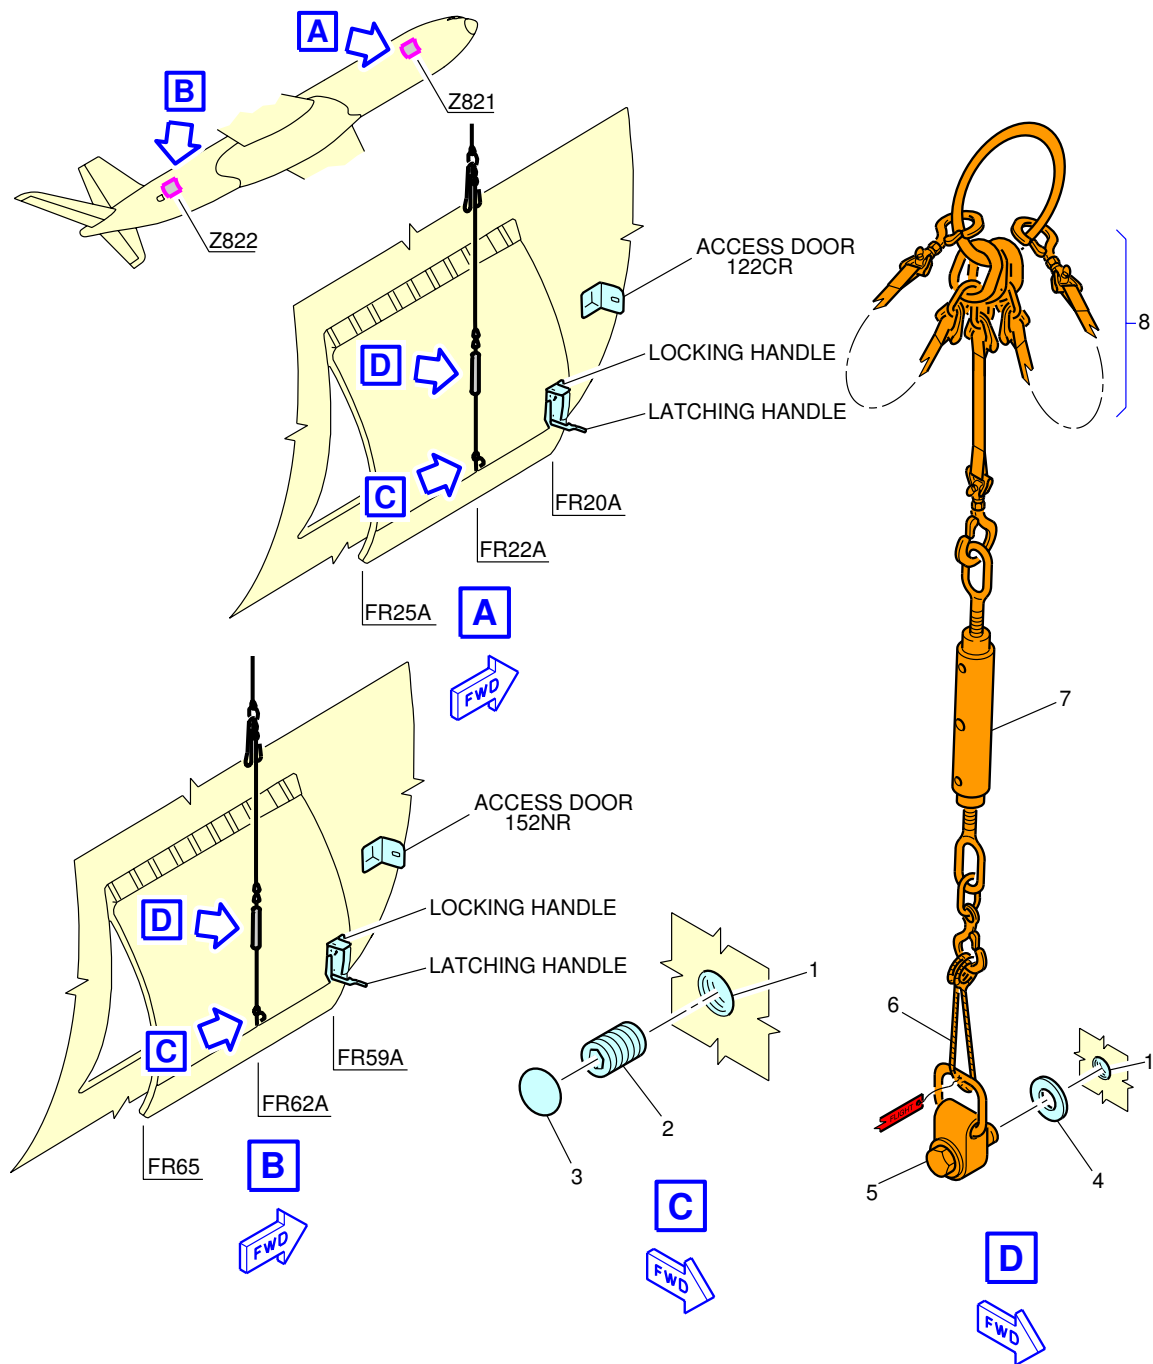 A
B
Z821
Z822
ACCESS DOOR
122CR
LOCKING HANDLE
LATCHING HANDLE
D
C
FR20A
FR22A
FR25A
A
FWD
ACCESS DOOR
152NR
LOCKING HANDLE
LATCHING HANDLE
D
C
FR59A
FR62A
FR65
B
FWD
1
2
3
C
FWD
8
7
6
1
5
4
FLIGHT
D
FWD